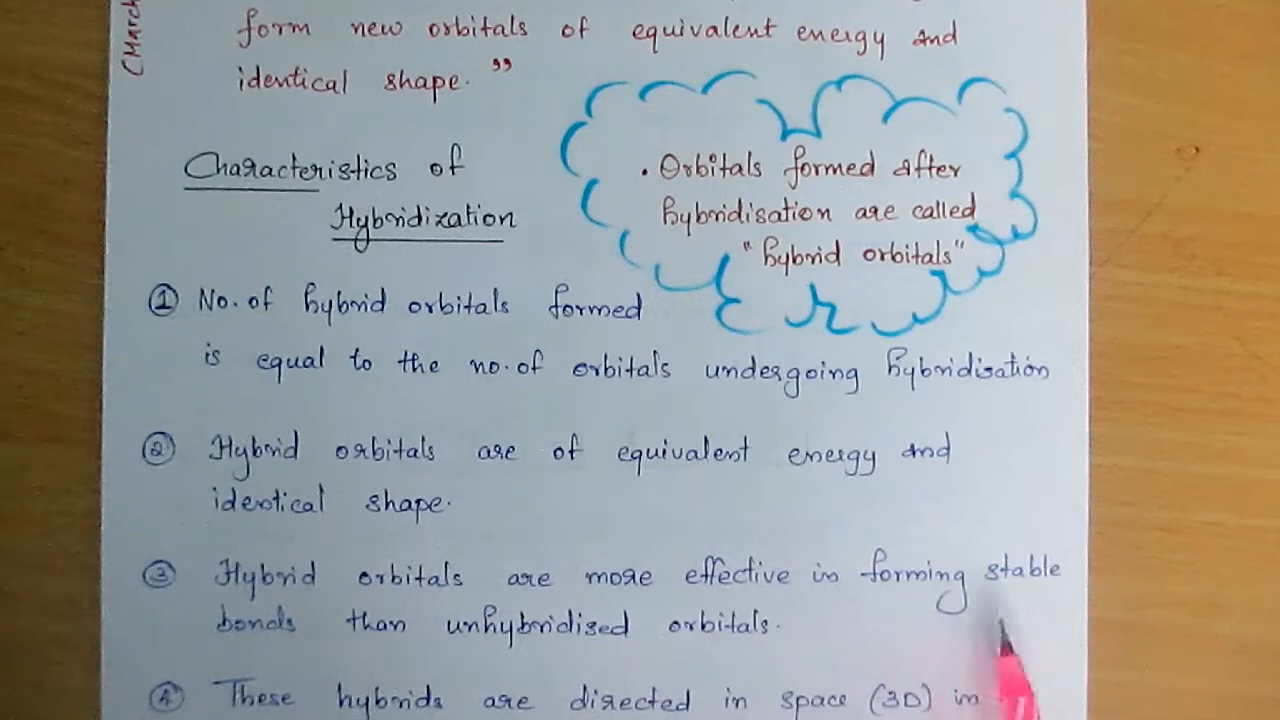 (March
form new orbitals of equivalent energy and
identical shape. ”
Characteristics of
Hybridization
. Orbitals formed after
hybridisation are called
"hybrid orbitals"
① No. of hybrid orbitals formed
is equal to the no. of orbitals undergoing hybridisation
② Hybrid orbitals are of equivalent energy and
identical shape.
③ Hybrid orbitals are more effective in forming stable
bonds than unhybridised orbitals.
④ These hybrids are directed in space (3D) in